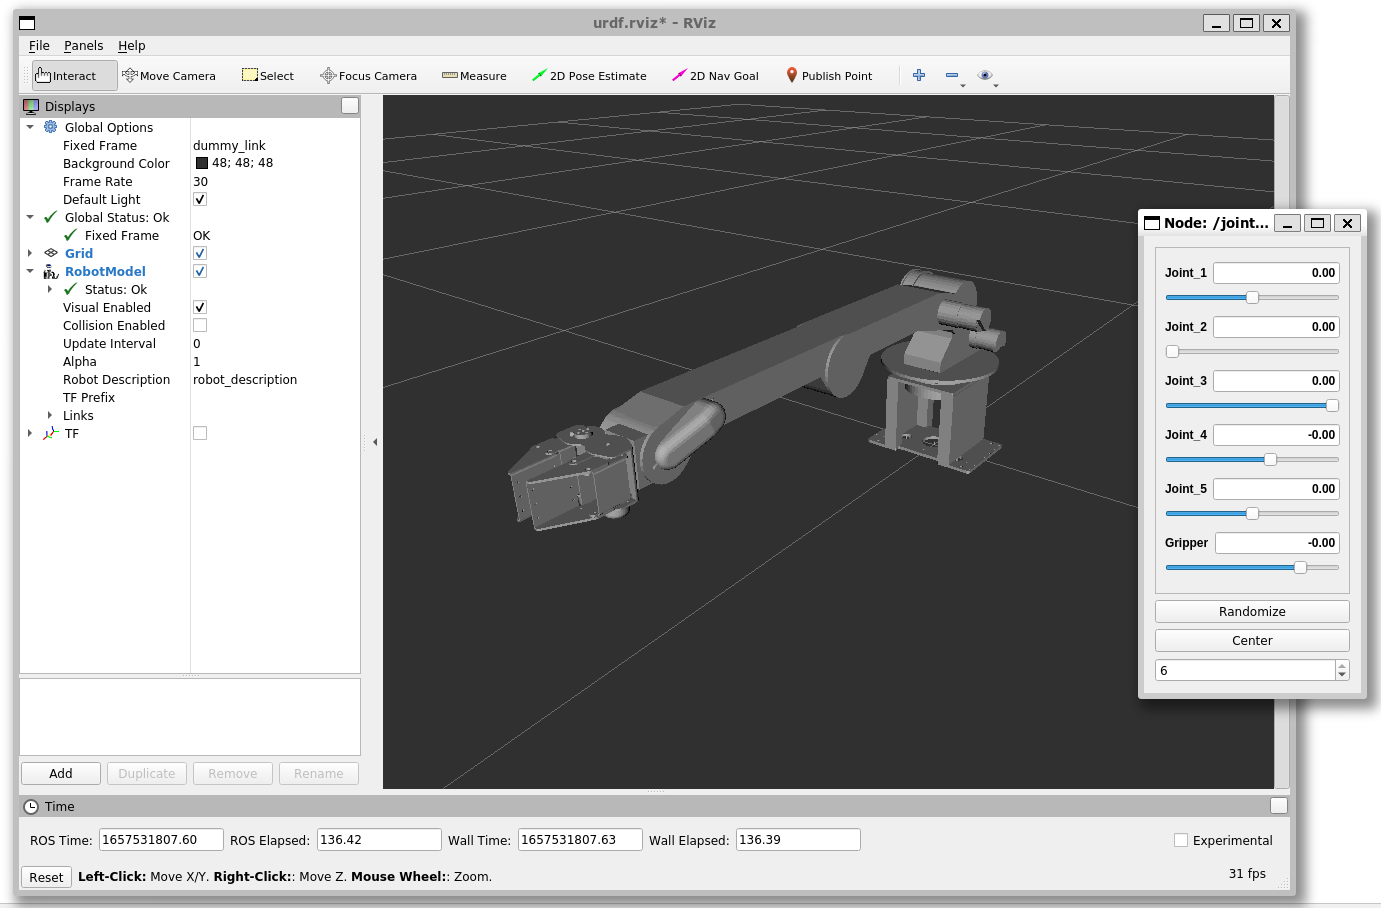 urdf.rviz* - RViz
File Panels Help
Interact Move Camera Select Focus Camera Measure 2D Pose Estimate 2D Nav Goal Publish Point
Displays
Global Options
Fixed Frame dummy_link
Background Color 48; 48; 48
Frame Rate 30
Default Light
Global Status: Ok
Fixed Frame OK
Grid
RobotModel
Status: Ok
Visual Enabled
Collision Enabled
Update Interval 0
Alpha 1
Robot Description robot_description
TF Prefix
Links
TF
Add Duplicate Remove Rename
Node: /joint...
Joint_1 0.00
Joint_2 0.00
Joint_3 0.00
Joint_4 -0.00
Joint_5 0.00
Gripper -0.00
Randomize
Center
6
Time
ROS Time: 1657531807.60 ROS Elapsed: 136.42 Wall Time: 1657531807.63 Wall Elapsed: 136.39 Experimental
Reset Left-Click: Move X/Y. Right-Click:: Move Z. Mouse Wheel:: Zoom. 31 fps